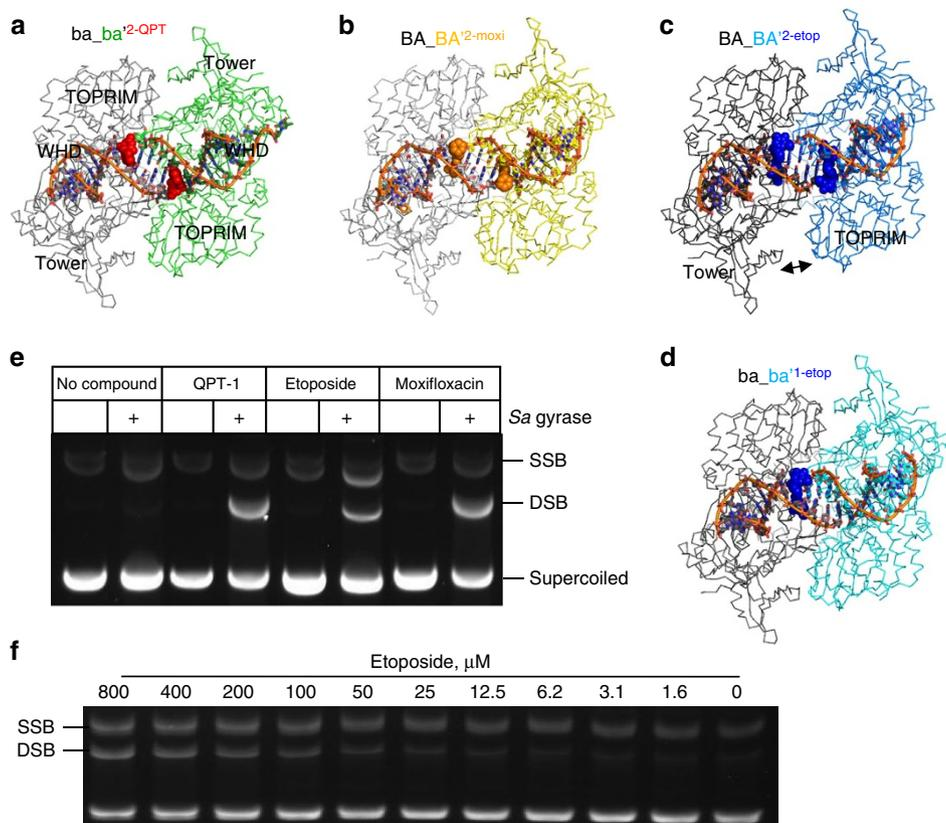 a
ba_ba'2-QPT
Tower
TOPRIM
WHD
WHD
TOPRIM
Tower
b
BA_BA'2-moxi
c
BA_BA'2-etop
TOPRIM
Tower
e
No compound QPT-1 Etoposide Moxifloxacin
+ + + + Sa gyrase
SSB
DSB
Supercoiled
d
ba_ba'1-etop
f
Etoposide, μM
800 400 200 100 50 25 12.5 6.2 3.1 1.6 0
SSB
DSB